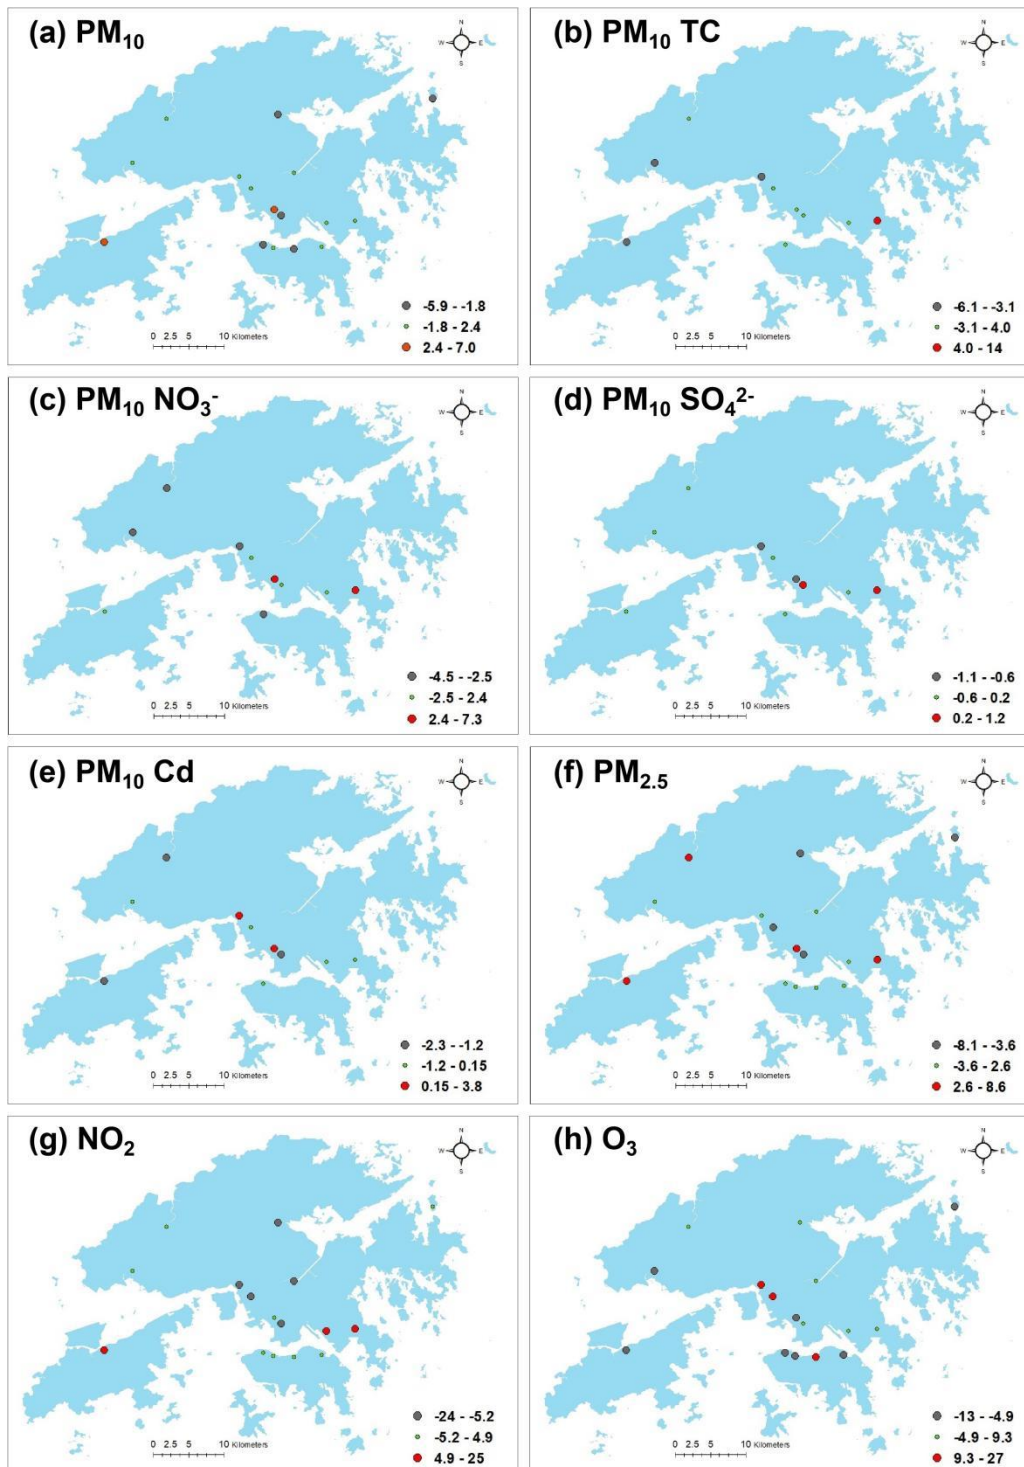 (a) PM₁₀
N
W E
S
-5.9 - -1.8
-1.8 - 2.4
2.4 - 7.0
0 2.5 5 10 Kilometers
(b) PM₁₀ TC
N
W E
S
-6.1 - -3.1
-3.1 - 4.0
4.0 - 14
0 2.5 5 10 Kilometers
(c) PM₁₀ NO₃⁻
N
W E
S
-4.5 - -2.5
-2.5 - 2.4
2.4 - 7.3
0 2.5 5 10 Kilometers
(d) PM₁₀ SO₄²⁻
N
W E
S
-1.1 - -0.6
-0.6 - 0.2
0.2 - 1.2
0 2.5 5 10 Kilometers
(e) PM₁₀ Cd
N
W E
S
-2.3 - -1.2
-1.2 - 0.15
0.15 - 3.8
0 2.5 5 10 Kilometers
(f) PM₂.₅
N
W E
S
-8.1 - -3.6
-3.6 - 2.6
2.6 - 8.6
0 2.5 5 10 Kilometers
(g) NO₂
N
W E
S
-24 - -5.2
-5.2 - 4.9
4.9 - 25
0 2.5 5 10 Kilometers
(h) O₃
N
W E
S
-13 - -4.9
-4.9 - 9.3
9.3 - 27
0 2.5 5 10 Kilometers